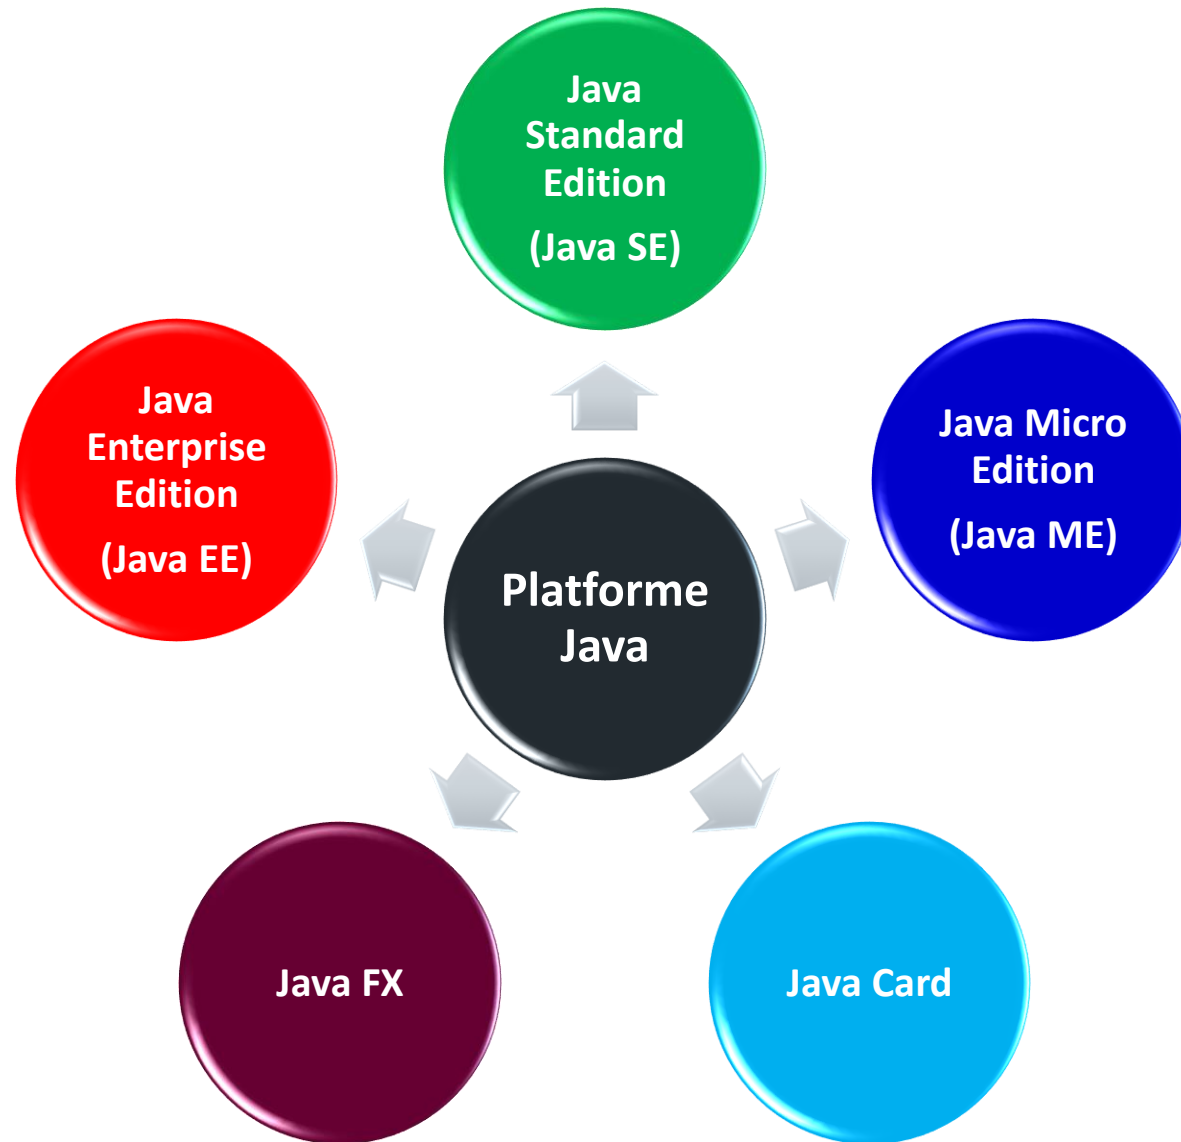 Java
Standard
Edition
(Java SE)
Java
Enterprise
Edition
(Java EE)
Java Micro
Edition
(Java ME)
Platforme
Java
Java FX
Java Card